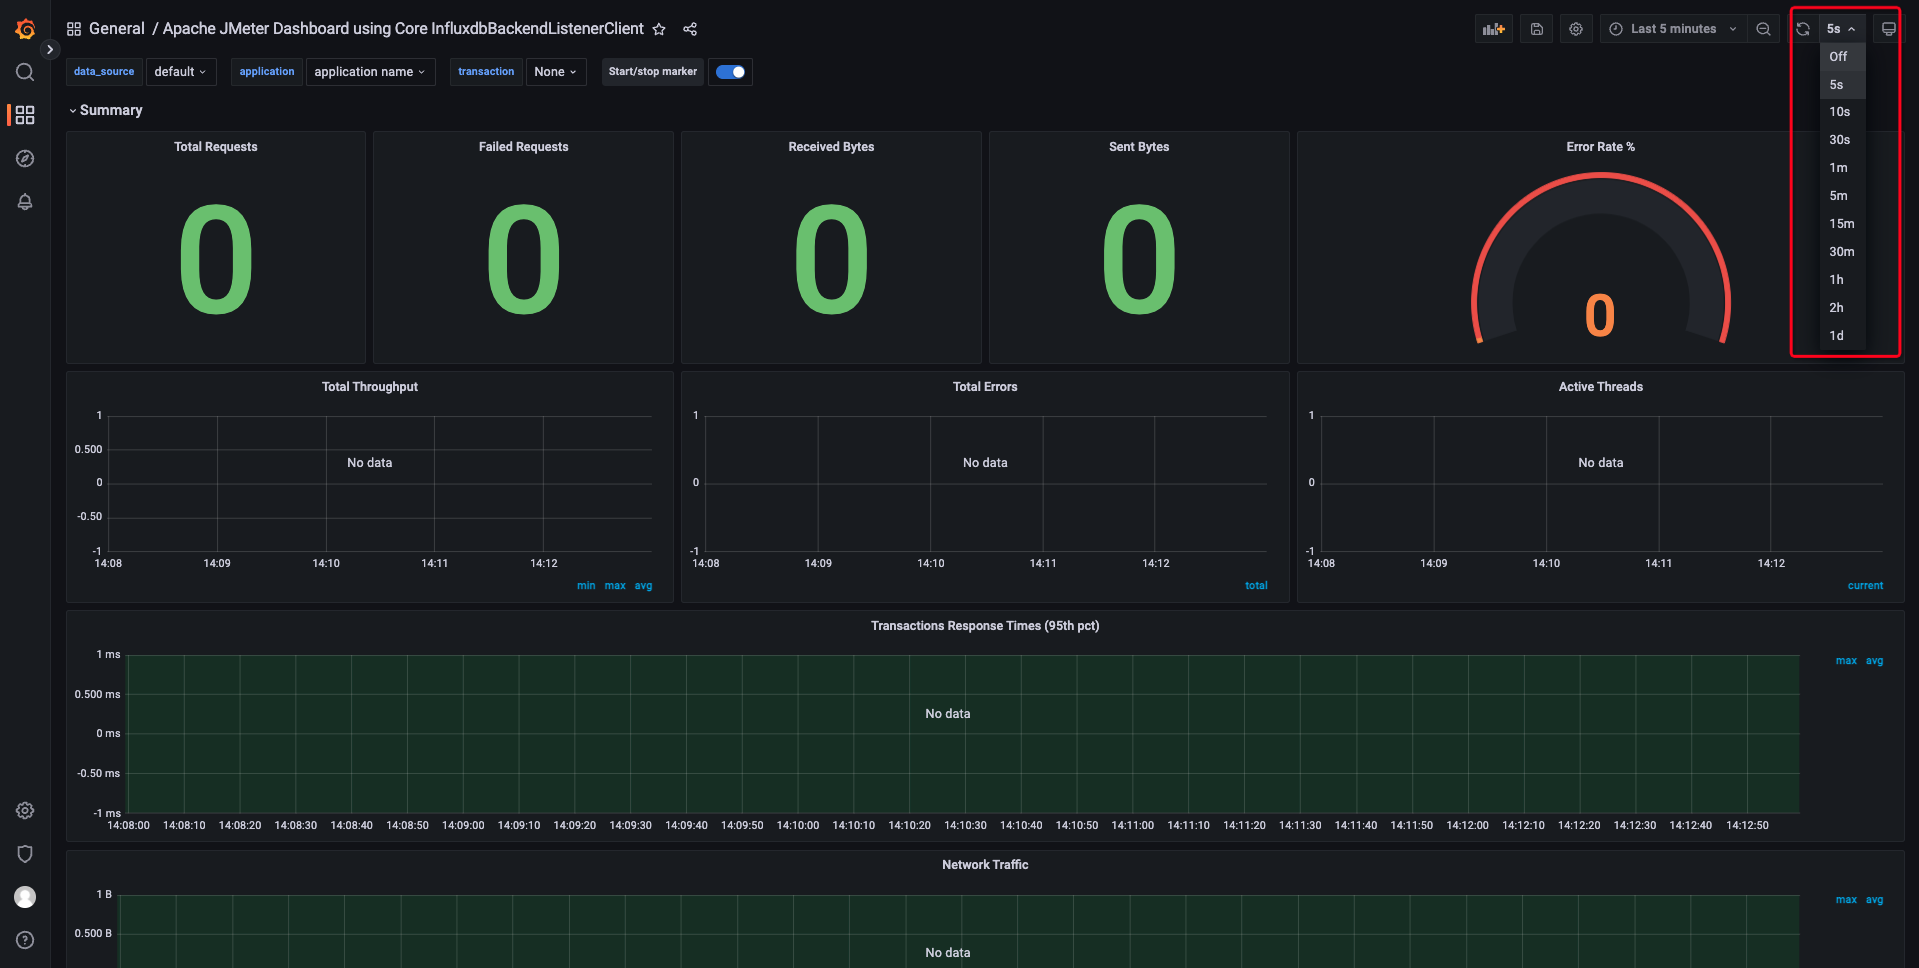 General / Apache JMeter Dashboard using Core InfluxdbBackendListenerClient
Last 5 minutes
5s
data_source default application application name transaction None Start/stop marker
Off
5s
10s
30s
1m
5m
15m
30m
1h
2h
1d
Summary
Total Requests
0
Failed Requests
0
Received Bytes
0
Sent Bytes
0
Error Rate %
0
Total Throughput
1
0.500
0
-0.50
-1
No data
14:08 14:09 14:10 14:11 14:12
min max avg
Total Errors
1
0
-1
No data
14:08 14:09 14:10 14:11 14:12
total
Active Threads
1
0
-1
No data
14:08 14:09 14:10 14:11 14:12
current
Transactions Response Times (95th pct)
1 ms
0.500 ms
0 ms
-0.50 ms
-1 ms
No data
max avg
14:08:00 14:08:10 14:08:20 14:08:30 14:08:40 14:08:50 14:09:00 14:09:10 14:09:20 14:09:30 14:09:40 14:09:50 14:10:00 14:10:10 14:10:20 14:10:30 14:10:40 14:10:50 14:11:00 14:11:10 14:11:20 14:11:30 14:11:40 14:11:50 14:12:00 14:12:10 14:12:20 14:12:30 14:12:40 14:12:50
Network Traffic
1 B
0.500 B
No data
max avg